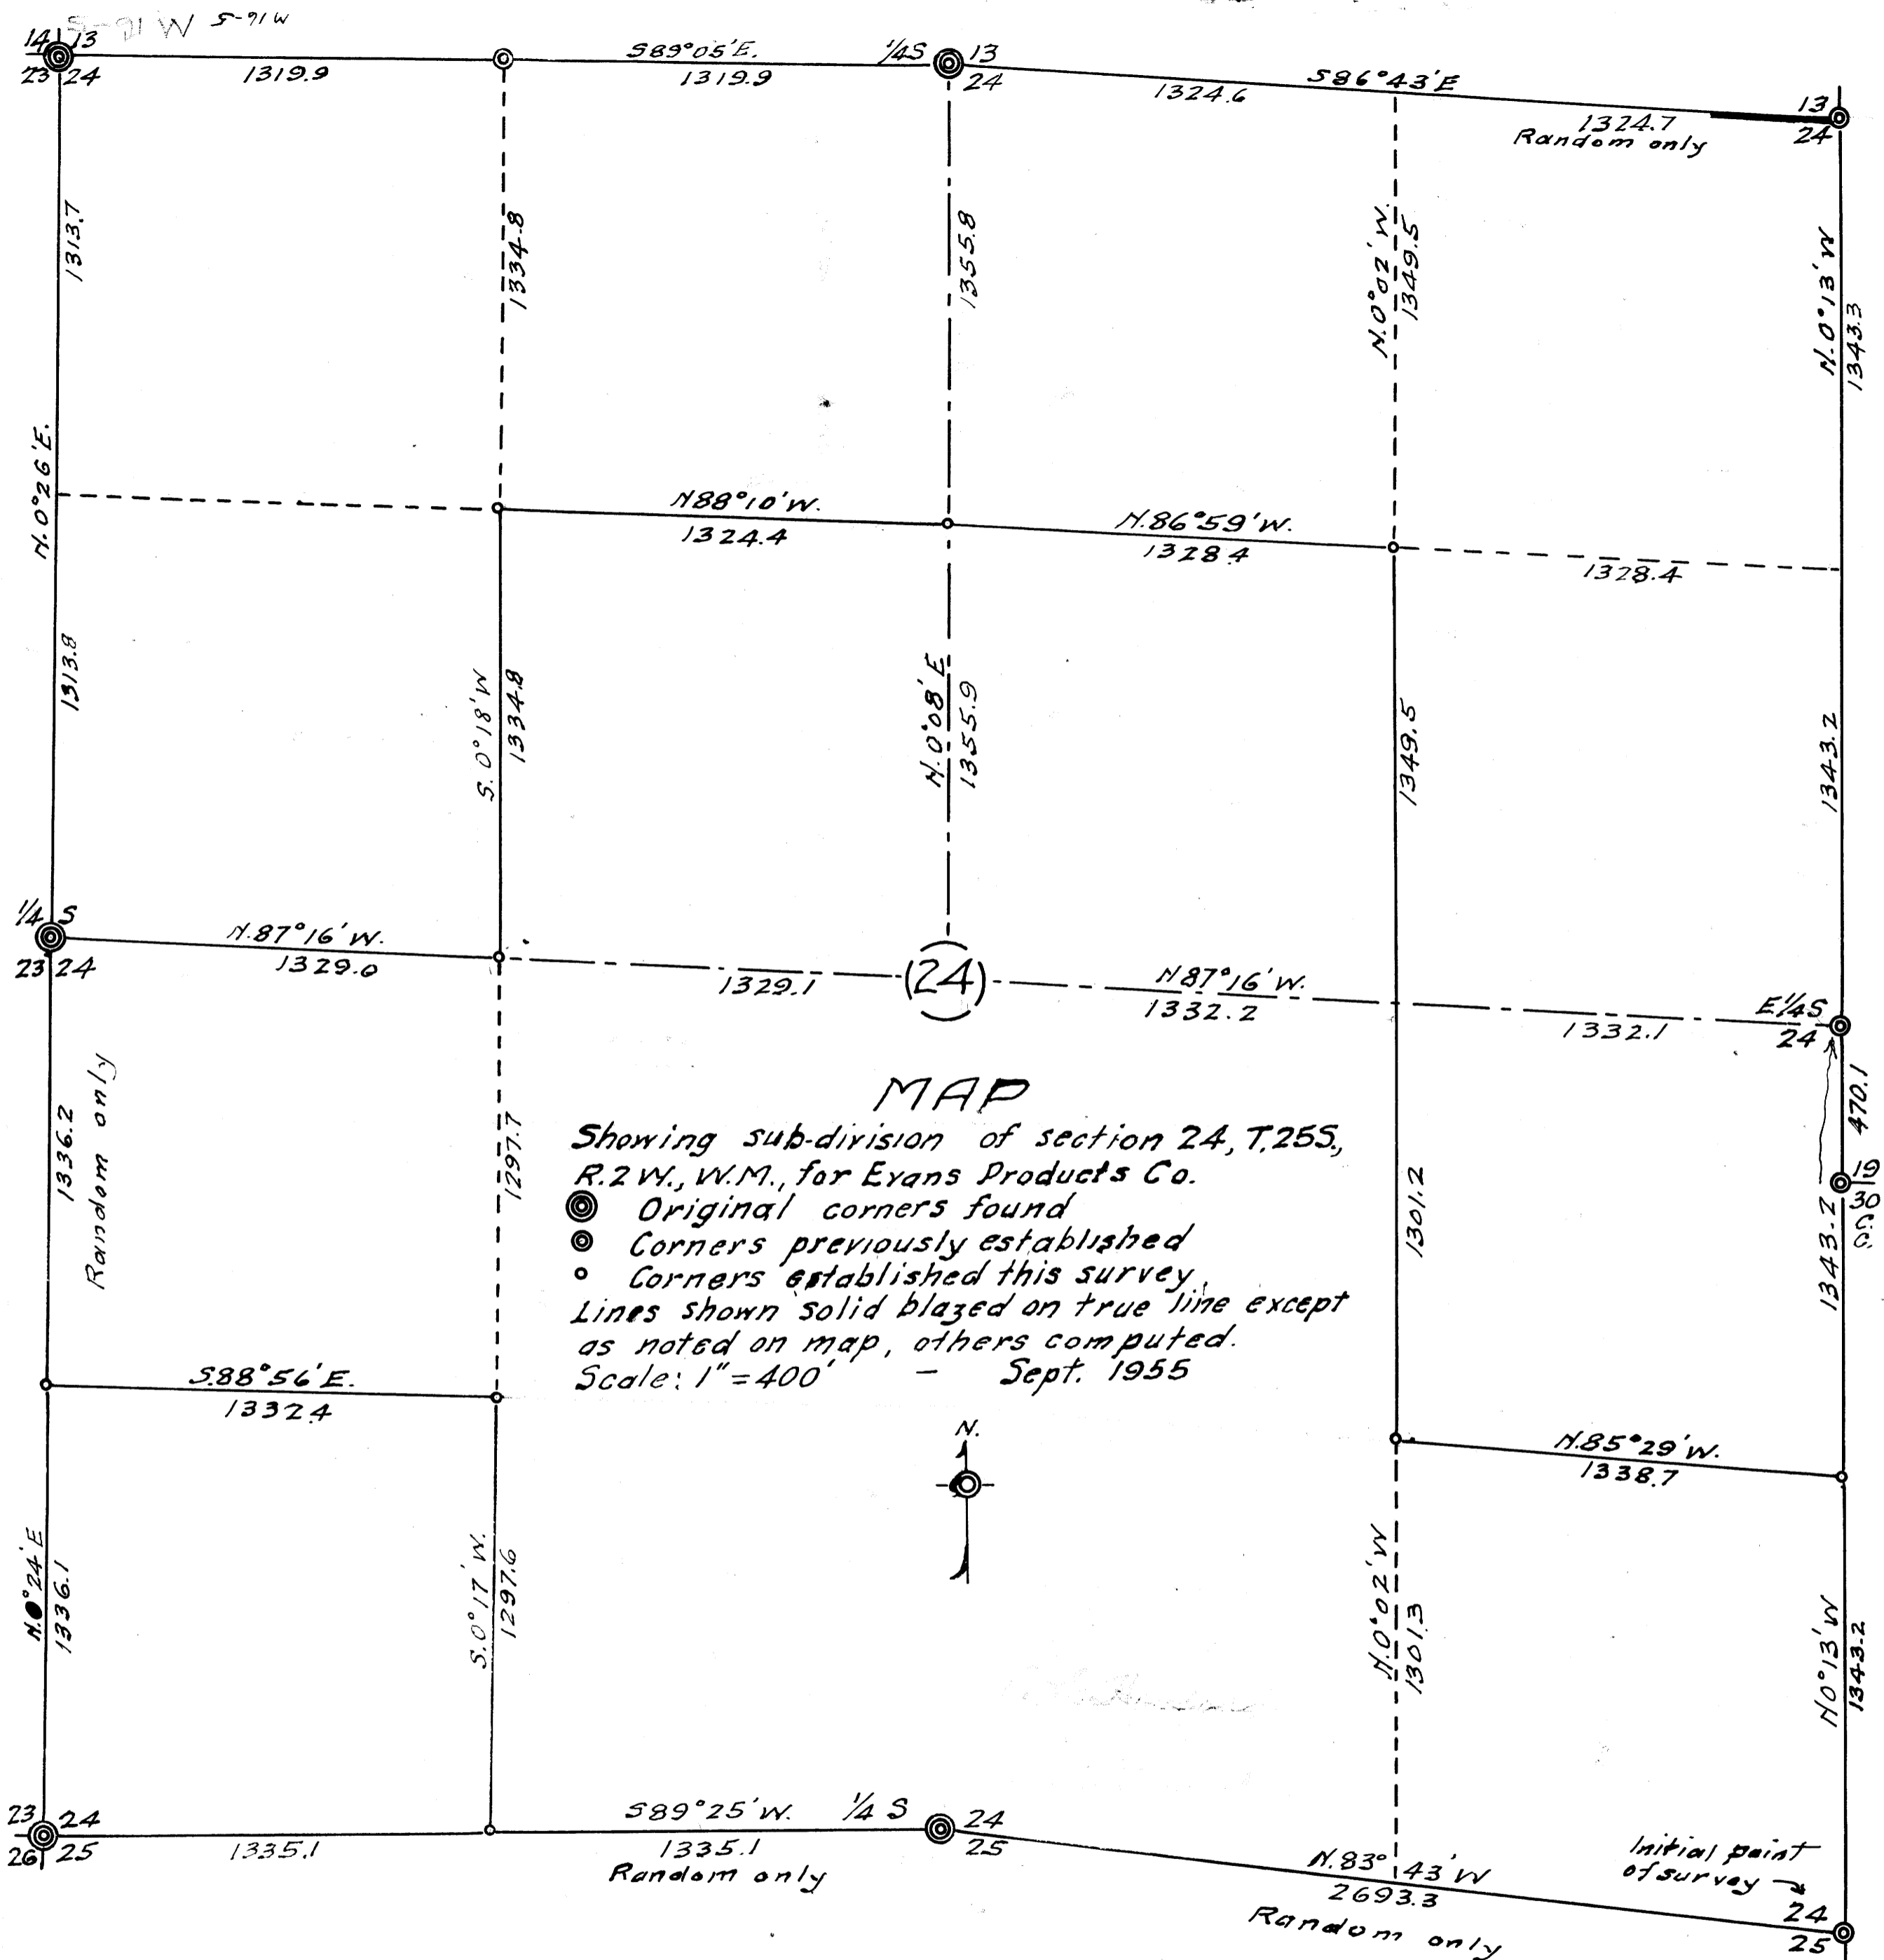 S-91W
14 13
23 24
1319.9
S89°05'E.
1319.9
1/4S
13
24
S86°43'E
1324.6
1324.7
Random only
13
24
1313.7
1334.8
1355.8
N.0°02'W.
1349.5
N.0°13'W
1343.3
N.0°26'E.
N88°10'W.
1324.4
N.86°59'W.
1328.4
1328.4
1313.8
S.0°18'W
1334.8
N.0°08'E
1355.9
1349.5
1343.2
1/4 S
23 24
N.87°16'W.
1329.0
1329.1
(24)
N87°16'W.
1332.2
1332.1
E1/4S
24
470.1
19
30
C.
C.
1336.2
Random only
1297.7
1301.2
1343.2
MAP
Showing sub-division of section 24, T.25S.,
R.2W., W.M., for Evans Products Co.
Original corners found
Corners previously established
Corners established this survey.
Lines shown solid blazed on true line except
as noted on map, others computed.
Scale: 1"=400' - Sept. 1955
S.88°56'E.
1332.4
N.
N.85°29'W.
1338.7
N.0°24'E
1336.1
S.0°17'W.
1297.6
N.0°02'W
1301.3
N0°13'W
1343.2
23 24
26 25
1335.1
S89°25'W.
1335.1
Random only
1/4 S
24
25
N.83°43'W
2693.3
Random only
Initial point
of survey
24
25